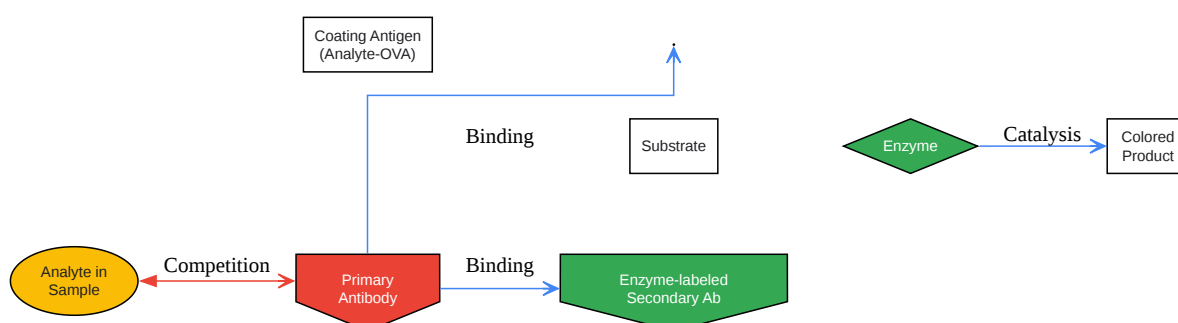 Coating Antigen
(Analyte-OVA)
Binding
Substrate
Enzyme
Catalysis
Colored
Product
Analyte in
Sample
Competition
Primary
Antibody
Binding
Enzyme-labeled
Secondary Ab